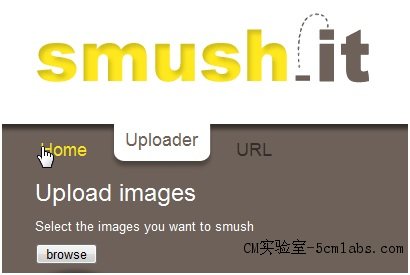 smush.it
Home Uploader URL
Upload images
Select the images you want to smush
browse
CM实验室-5cmlabs.com